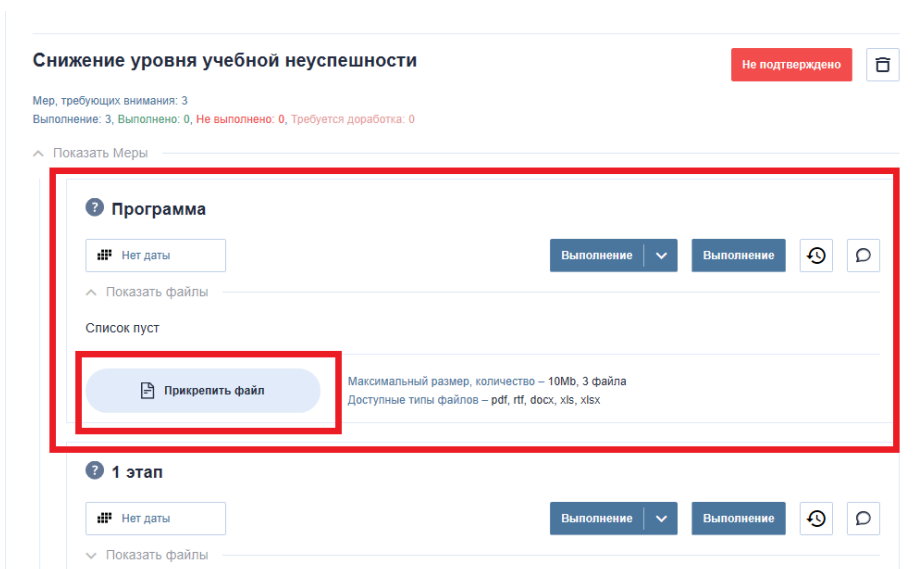 Снижение уровня учебной неуспешности
Не подтверждено
Мер, требующих внимания: 3
Выполнение: 3, Выполнено: 0, Не выполнено: 0, Требуется доработка: 0
Показать Меры
? Программа
Нет даты
Выполнение
Выполнение
Показать файлы
Список пуст
Прикрепить файл
Максимальный размер, количество – 10Mb, 3 файла
Доступные типы файлов – pdf, rtf, docx, xls, xlsx
? 1 этап
Нет даты
Выполнение
Выполнение
Показать файлы